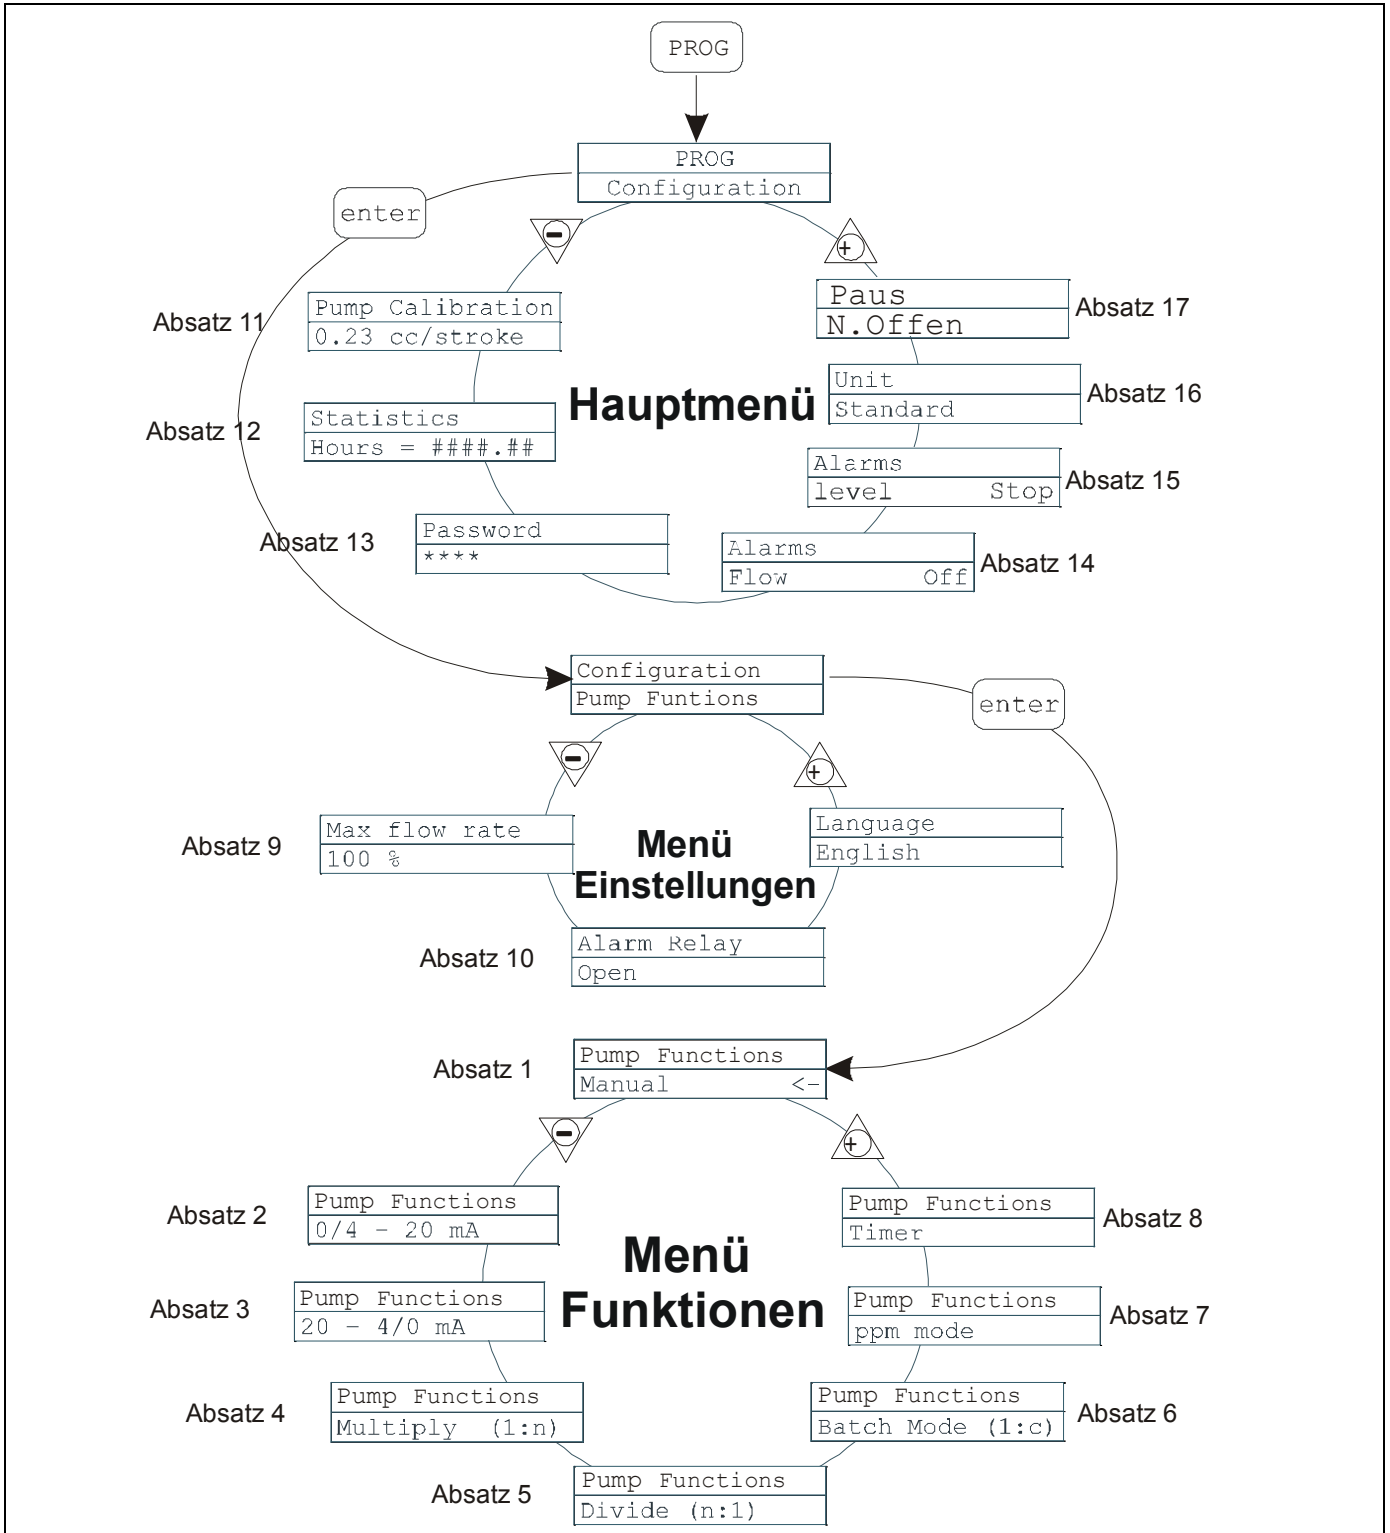 PROG
PROG
Configuration
enter
−
+
Pump Calibration
0.23 cc/stroke
Absatz 11
Paus
N.Offen
Absatz 17
Hauptmenü
Unit
Standard
Absatz 16
Statistics
Hours = ####.##
Absatz 12
Alarms
level Stop
Absatz 15
Password
****
Absatz 13
Alarms
Flow Off
Absatz 14
Configuration
Pump Funtions
enter
−
+
Max flow rate
100 %
Absatz 9
Menü
Einstellungen
Language
English
Alarm Relay
Open
Absatz 10
Absatz 1
Pump Functions
Manual <-
−
+
Absatz 2
Pump Functions
0/4 - 20 mA
Pump Functions
Timer
Absatz 8
Menü
Funktionen
Absatz 3
Pump Functions
20 - 4/0 mA
Pump Functions
ppm mode
Absatz 7
Absatz 4
Pump Functions
Multiply (1:n)
Pump Functions
Batch Mode (1:c)
Absatz 6
Absatz 5
Pump Functions
Divide (n:1)